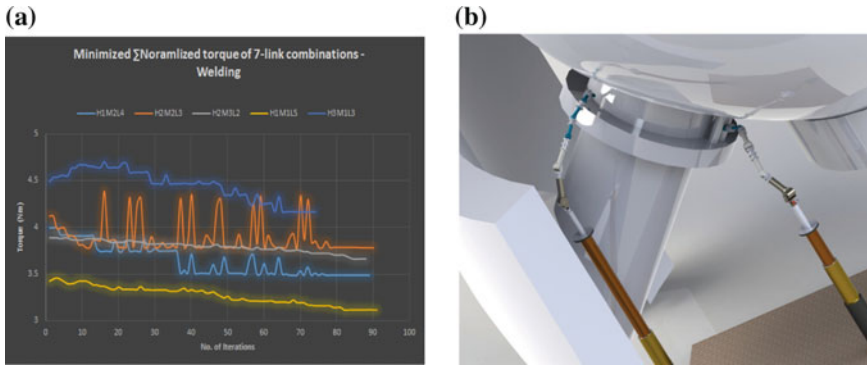 (a)
(b)
Minimized ∑Noramlized torque of 7-link combinations -
Welding
H1M2L4 H2M2L3 H2M3L2 H1M1L5 H3M1L3
5
4.5
4
3.5
3
Torque (Nm)
0 10 20 30 40 50 60 70 80 90 100
No. of Iterations